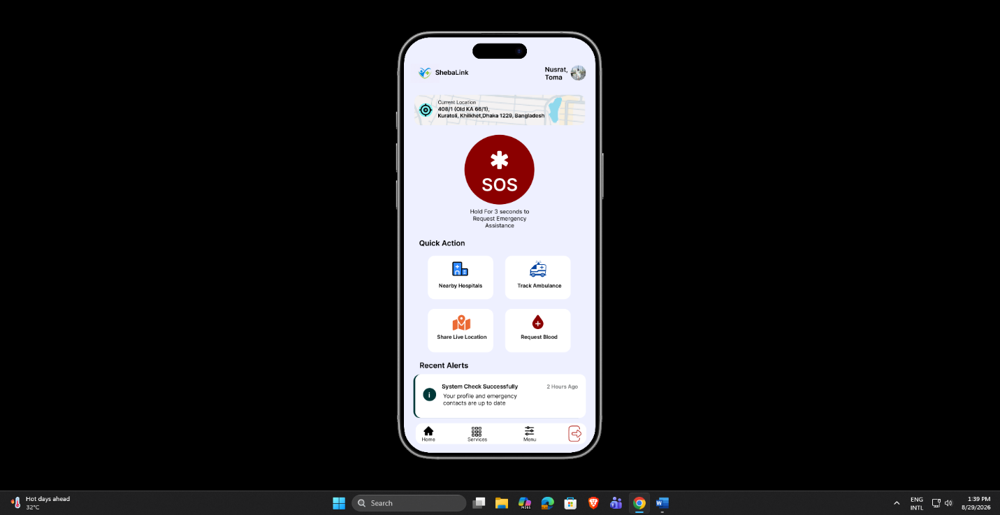 ShebaLink
Nusrat,
Toma
Current Location
408/1 (Old KA 66/1),
Kuratoli, Khilkhet,Dhaka 1229, Bangladesh
SOS
Hold For 3 seconds to
Request Emergency
Assistance
Quick Action
Nearby Hospitals
Track Ambulance
Share Live Location
Request Blood
Recent Alerts
System Check Successfully
2 Hours Ago
Your profile and emergency
contacts are up to date
Home
Services
Menu
Hot days ahead
32°C
Search
M365
ENG
INTL
1:39 PM
8/29/2026